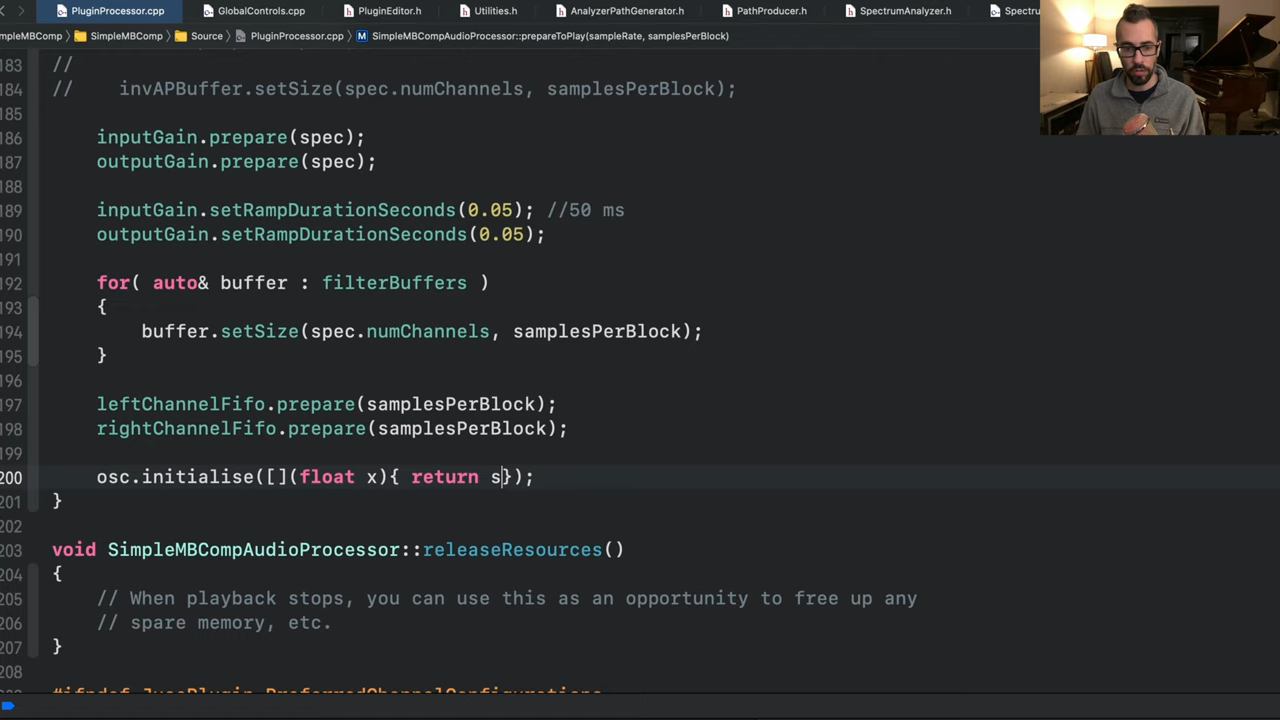 PluginProcessor.cpp GlobalControls.cpp PluginEditor.h Utilities.h AnalyzerPathGenerator.h PathProducer.h SpectrumAnalyzer.h Spectru
impleMBComp SimpleMBComp Source PluginProcessor.cpp M SimpleMBCompAudioProcessor::prepareToPlay(sampleRate, samplesPerBlock)
183 //
184 // invAPBuffer.setSize(spec.numChannels, samplesPerBlock);
185
186 inputGain.prepare(spec);
187 outputGain.prepare(spec);
188
189 inputGain.setRampDurationSeconds(0.05); //50 ms
190 outputGain.setRampDurationSeconds(0.05);
191
192 for( auto& buffer : filterBuffers )
193 {
194 buffer.setSize(spec.numChannels, samplesPerBlock);
195 }
196
197 leftChannelFifo.prepare(samplesPerBlock);
198 rightChannelFifo.prepare(samplesPerBlock);
199
200 osc.initialise([](float x){ return s});
201 }
202
203 void SimpleMBCompAudioProcessor::releaseResources()
204 {
205 // When playback stops, you can use this as an opportunity to free up any
206 // spare memory, etc.
207 }
208
#ifndef JucePlugin_PreferredChannelConfigurations